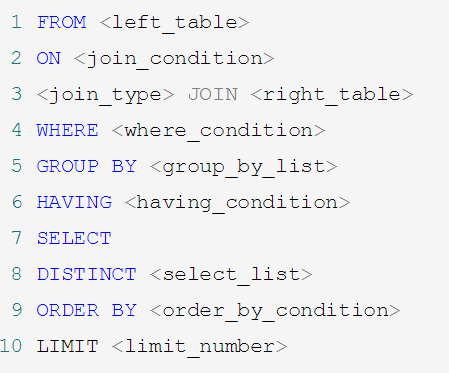 1 FROM <left_table>
2 ON <join_condition>
3 <join_type> JOIN <right_table>
4 WHERE <where_condition>
5 GROUP BY <group_by_list>
6 HAVING <having_condition>
7 SELECT
8 DISTINCT <select_list>
9 ORDER BY <order_by_condition>
10 LIMIT <limit_number>